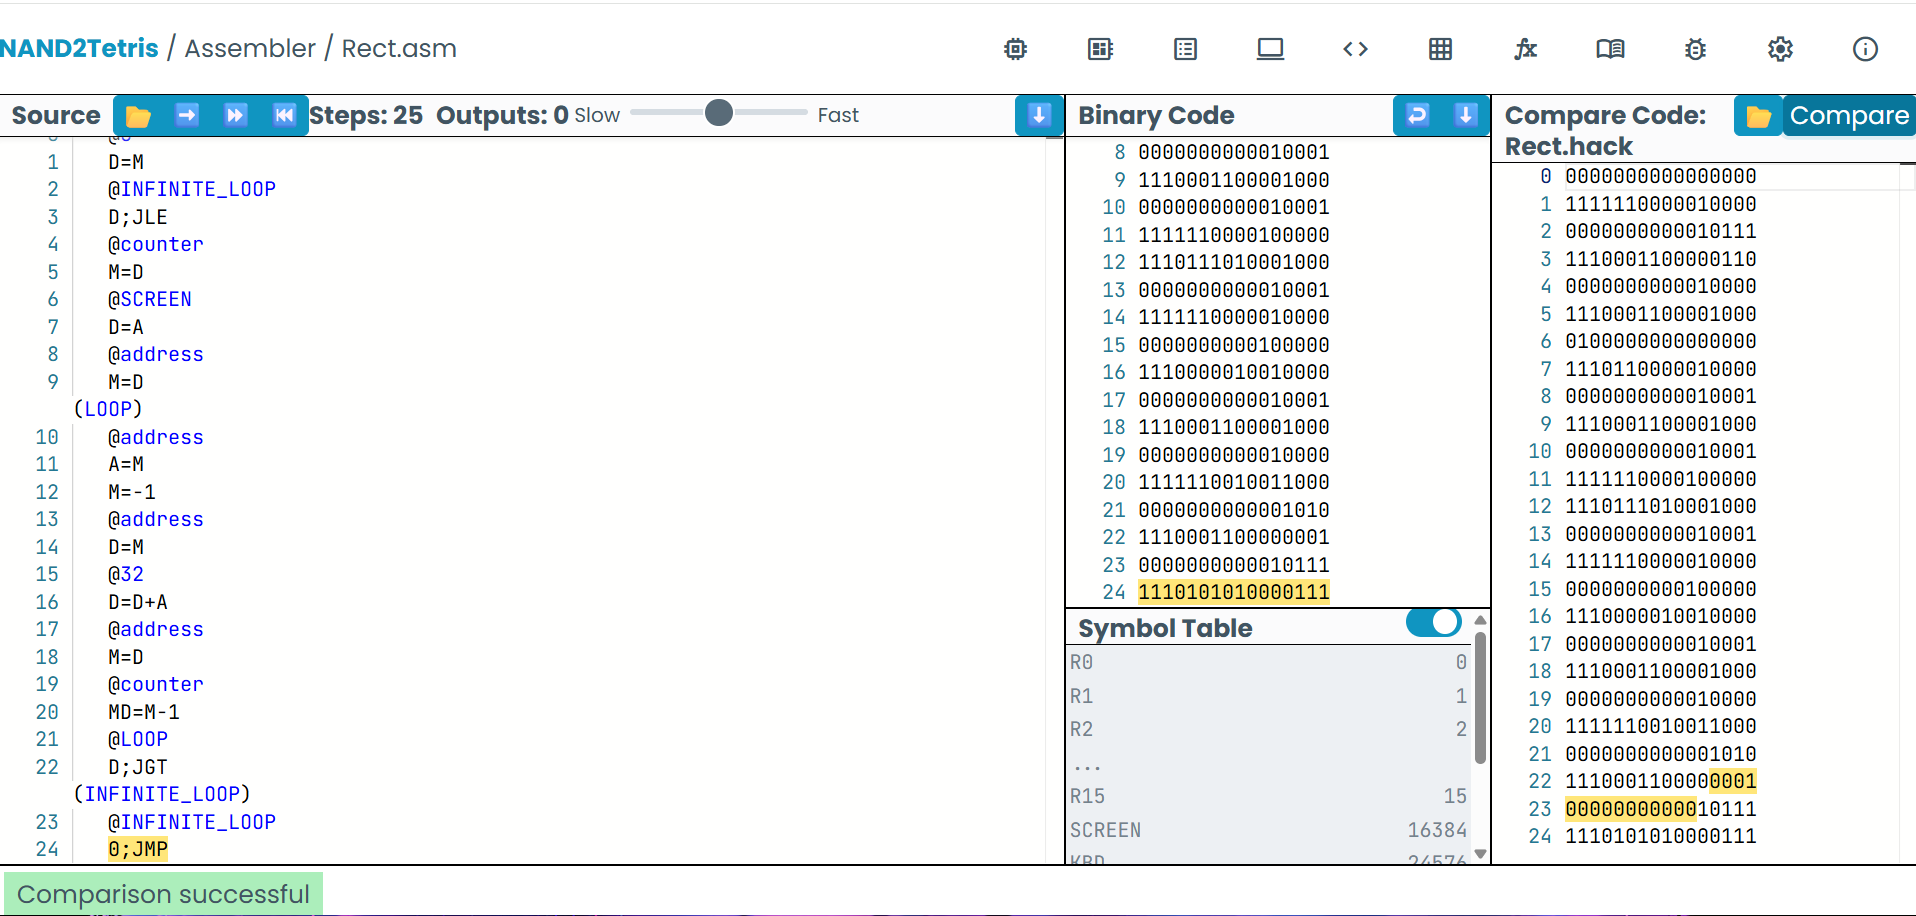 NAND2Tetris / Assembler / Rect.asm
Source Steps: 25 Outputs: 0 Slow Fast
1 D=M
2 @INFINITE_LOOP
3 D;JLE
4 @counter
5 M=D
6 @SCREEN
7 D=A
8 @address
9 M=D
(LOOP)
10 @address
11 A=M
12 M=-1
13 @address
14 D=M
15 @32
16 D=D+A
17 @address
18 M=D
19 @counter
20 MD=M-1
21 @LOOP
22 D;JGT
(INFINITE_LOOP)
23 @INFINITE_LOOP
24 0;JMP
Binary Code
8 0000000000010001
9 1110001100001000
10 0000000000010001
11 1111110000100000
12 1110111010001000
13 0000000000010001
14 1111110000010000
15 0000000000100000
16 1110000010010000
17 0000000000010001
18 1110001100001000
19 0000000000010000
20 1111110010011000
21 0000000000001010
22 1110001100000001
23 0000000000010111
24 1110101010000111
Symbol Table
R0 0
R1 1
R2 2
...
R15 15
SCREEN 16384
KBD 24576
Compare Code: Compare
Rect.hack
0 0000000000000000
1 1111110000010000
2 0000000000010111
3 1110001100000110
4 0000000000010000
5 1110001100001000
6 0100000000000000
7 1110110000010000
8 0000000000010001
9 1110001100001000
10 0000000000010001
11 1111110000100000
12 1110111010001000
13 0000000000010001
14 1111110000010000
15 0000000000100000
16 1110000010010000
17 0000000000010001
18 1110001100001000
19 0000000000010000
20 1111110010011000
21 0000000000001010
22 1110001100000001
23 0000000000010111
24 1110101010000111
Comparison successful